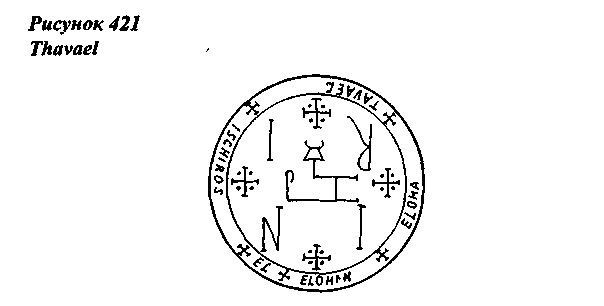 Рисунок 421
Thavael
TAVAEL
ELOHA
ELOHIM
EL
ISCHIROS
I R
N I